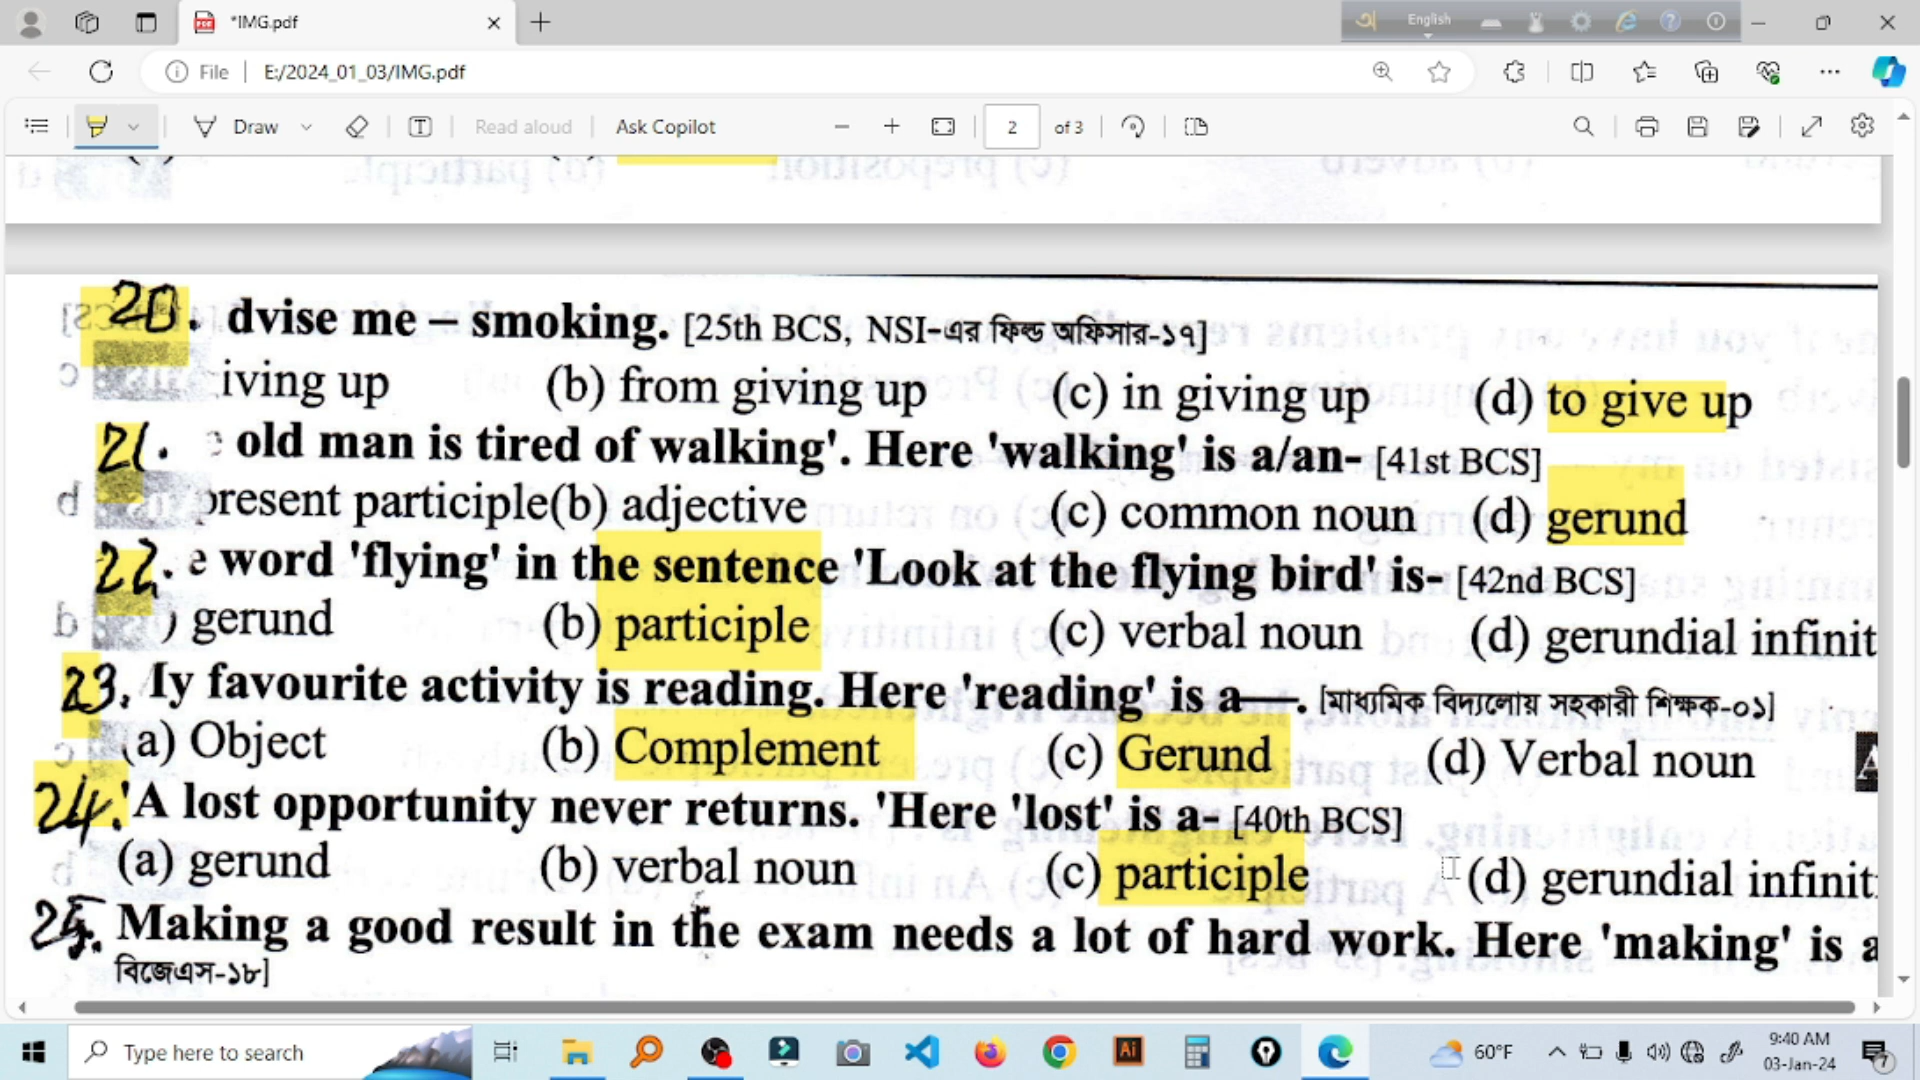 *IMG.pdf
English
File
E:/2024_01_03/IMG.pdf
Draw
Read aloud
Ask Copilot
2
of 3
20. dvise me – smoking. [25th BCS, NSI-এর ফিল্ড অফিসার-১৭]
iving up (b) from giving up (c) in giving up (d) to give up
21. old man is tired of walking'. Here 'walking' is a/an- [41st BCS]
present participle(b) adjective (c) common noun (d) gerund
22. e word 'flying' in the sentence 'Look at the flying bird' is- [42nd BCS]
) gerund (b) participle (c) verbal noun (d) gerundial infinit
23. My favourite activity is reading. Here 'reading' is a——. [মাধ্যমিক বিদ্যালোয় সহকারী শিক্ষক-০১]
(a) Object (b) Complement (c) Gerund (d) Verbal noun
24. 'A lost opportunity never returns. 'Here 'lost' is a- [40th BCS]
(a) gerund (b) verbal noun (c) participle (d) gerundial infinit
25. Making a good result in the exam needs a lot of hard work. Here 'making' is a
বিজেএস-১৮]
Type here to search
60°F
9:40 AM
03-Jan-24
7